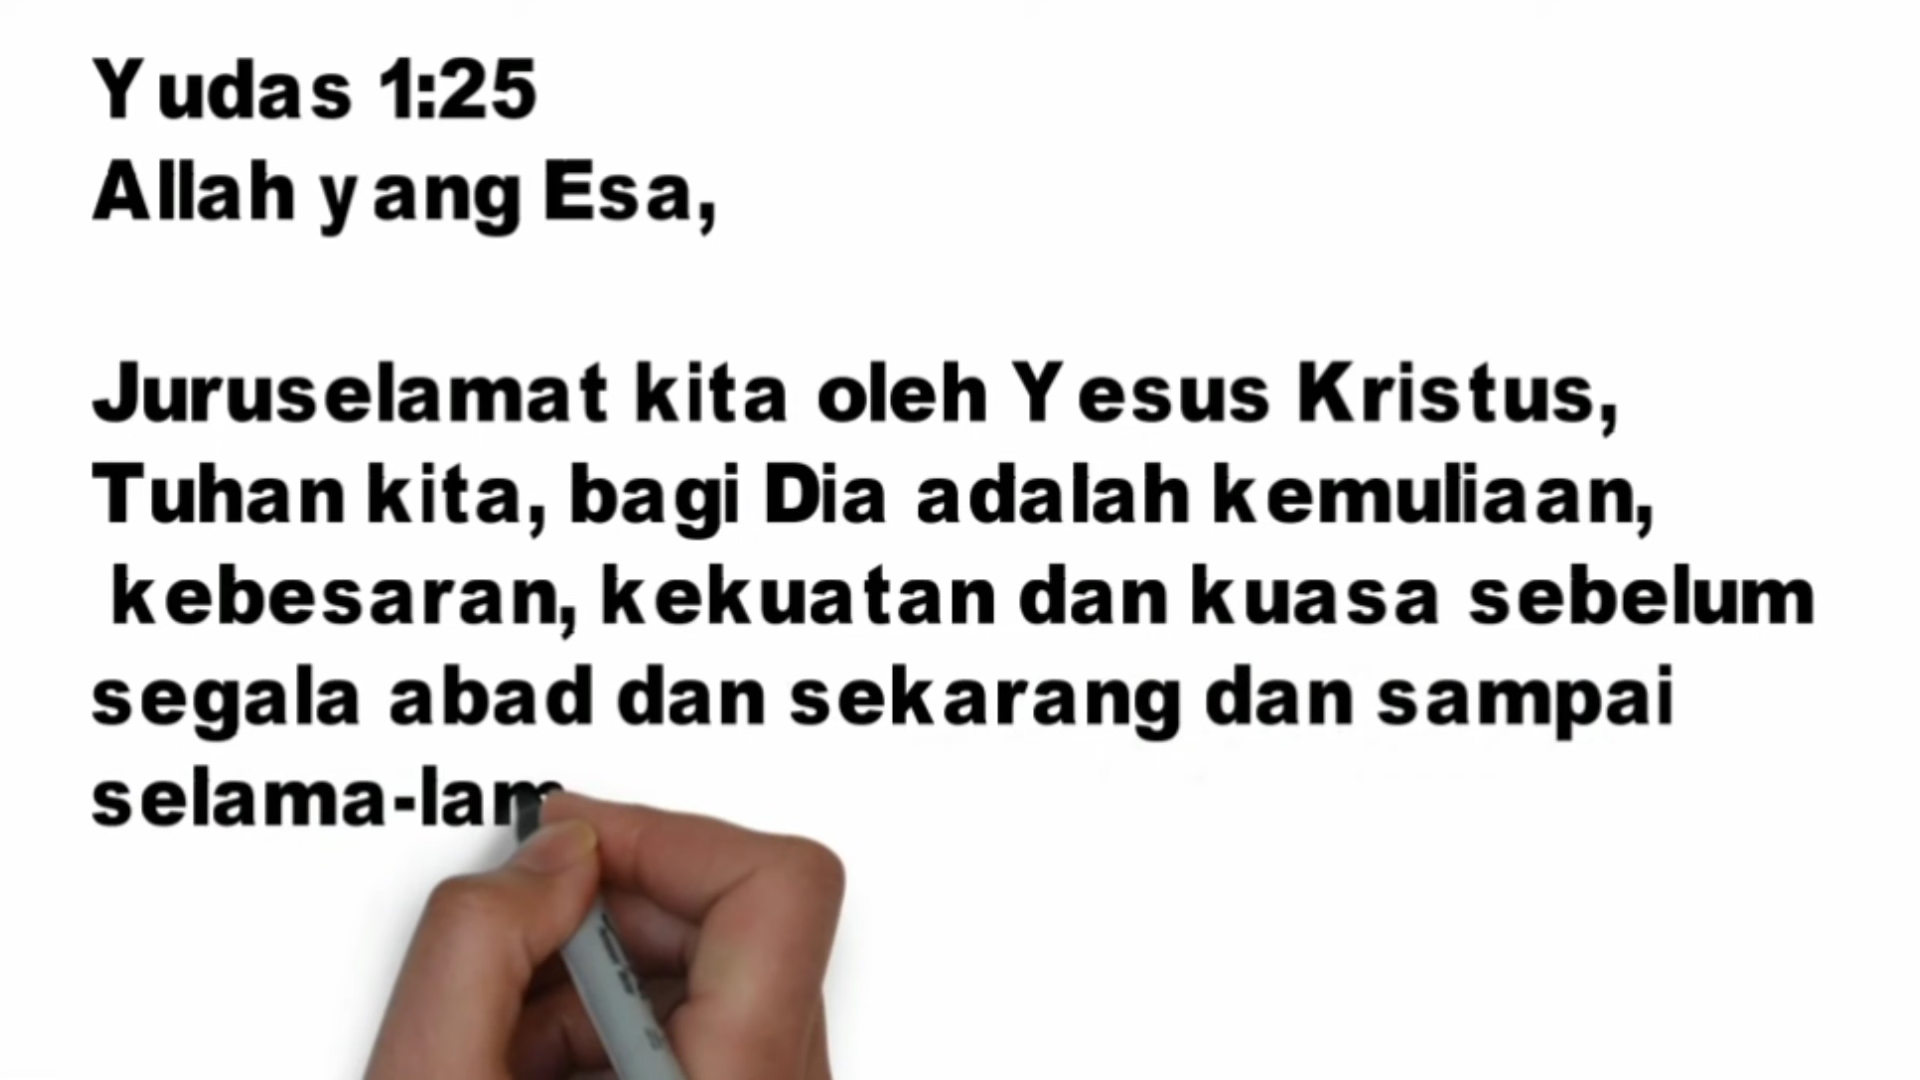 Yudas 1:25
Allah yang Esa,
Juruselamat kita oleh Yesus Kristus,
Tuhan kita, bagi Dia adalah kemuliaan,
kebesaran, kekuatan dan kuasa sebelum
segala abad dan sekarang dan sampai
selama-lam